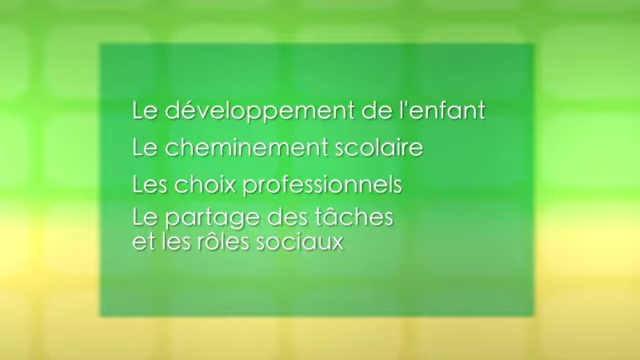 Le développement de l'enfant
Le cheminement scolaire
Les choix professionnels
Le partage des tâches
et les rôles sociaux